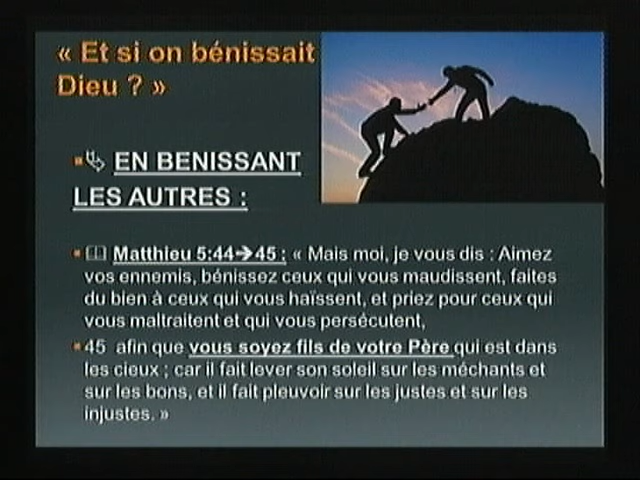 « Et si on bénissait
Dieu ? »
EN BENISSANT
LES AUTRES :
Matthieu 5:44➔45 : « Mais moi, je vous dis : Aimez
vos ennemis, bénissez ceux qui vous maudissent, faites
du bien à ceux qui vous haïssent, et priez pour ceux qui
vous maltraitent et qui vous persécutent,
45 afin que vous soyez fils de votre Père qui est dans
les cieux ; car il fait lever son soleil sur les méchants et
sur les bons, et il fait pleuvoir sur les justes et sur les
injustes. »